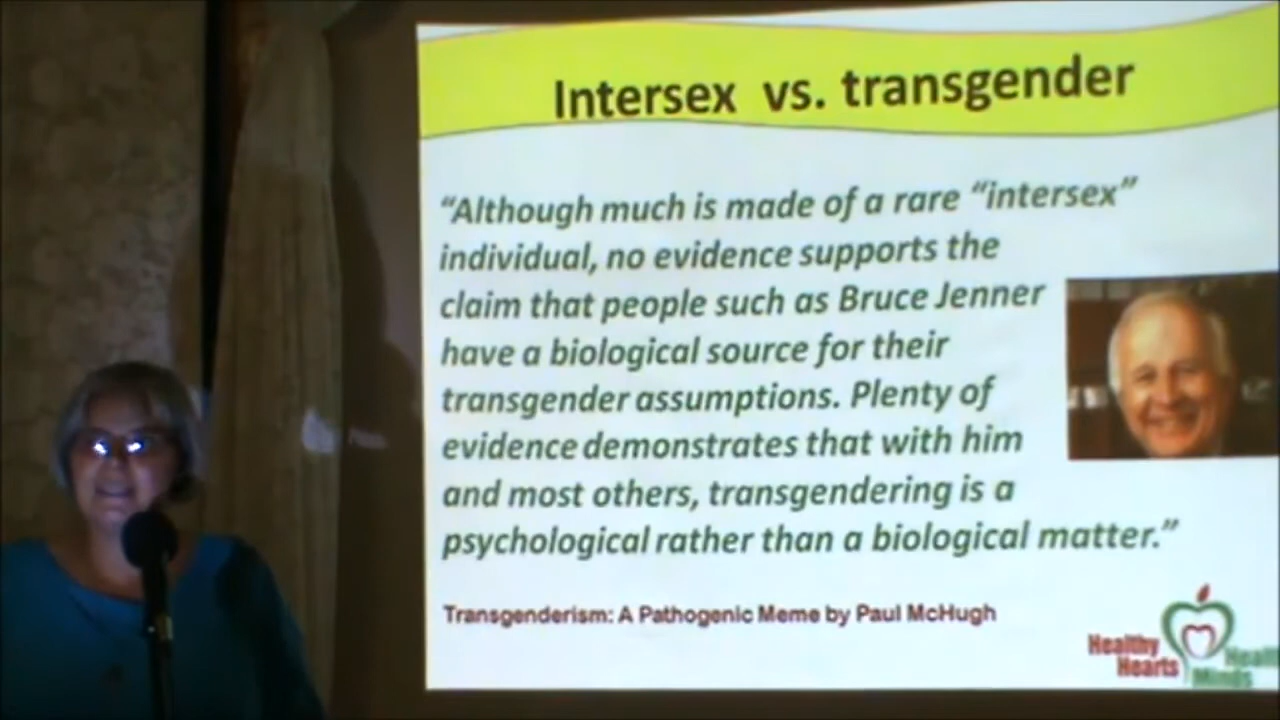 Intersex vs. transgender
“Although much is made of a rare “intersex”
individual, no evidence supports the
claim that people such as Bruce Jenner
have a biological source for their
transgender assumptions. Plenty of
evidence demonstrates that with him
and most others, transgendering is a
psychological rather than a biological matter.”
Transgenderism: A Pathogenic Meme by Paul McHugh
Healthy
Hearts
Minds